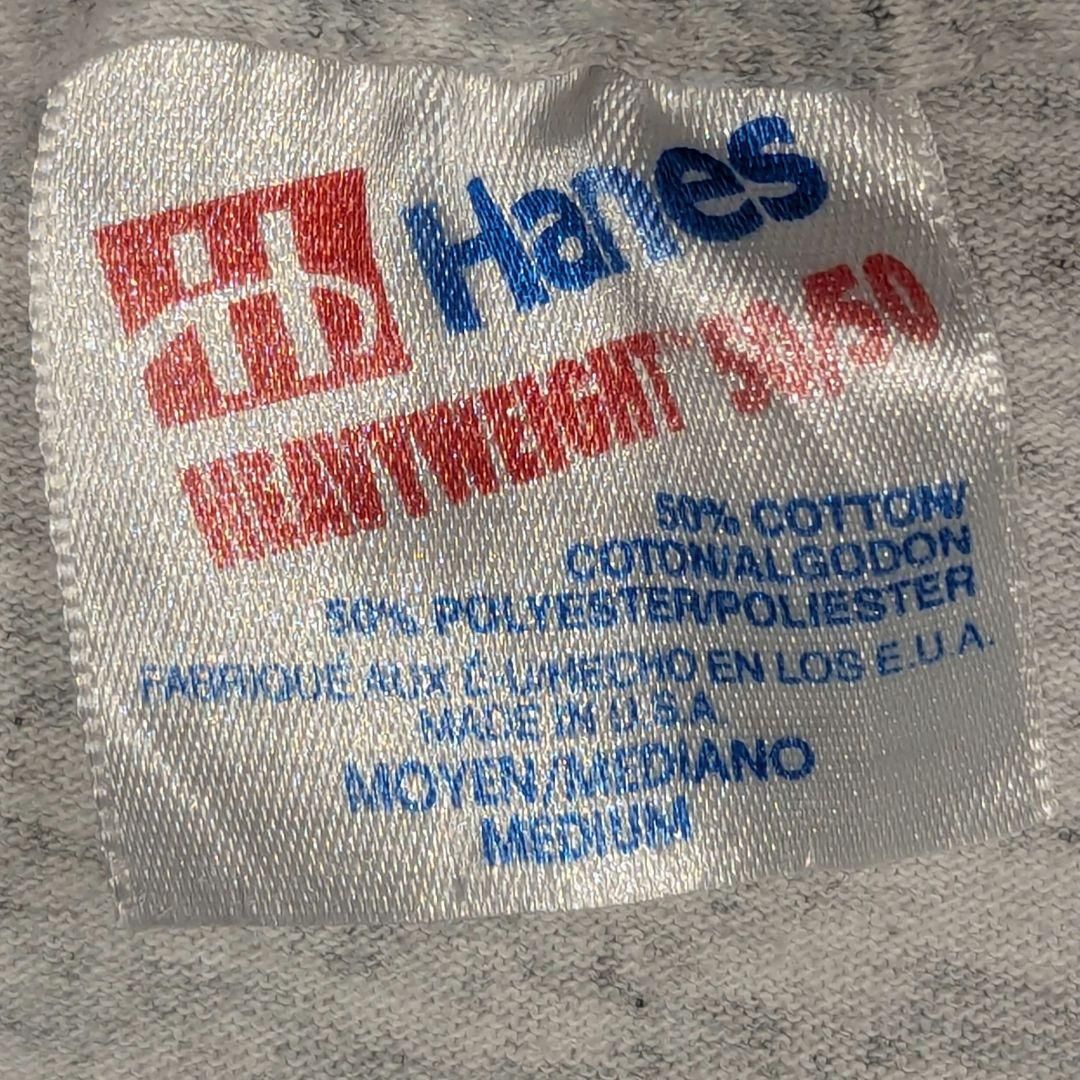 Hanes
HEAVYWEIGHT 50/50
50% COTTON/
COTON/ALGODON
50% POLYESTER/POLIESTER
FABRIQUÉ AUX É-U/HECHO EN LOS E.U.A.
MADE IN U.S.A.
MOYEN/MEDIANO
MEDIUM